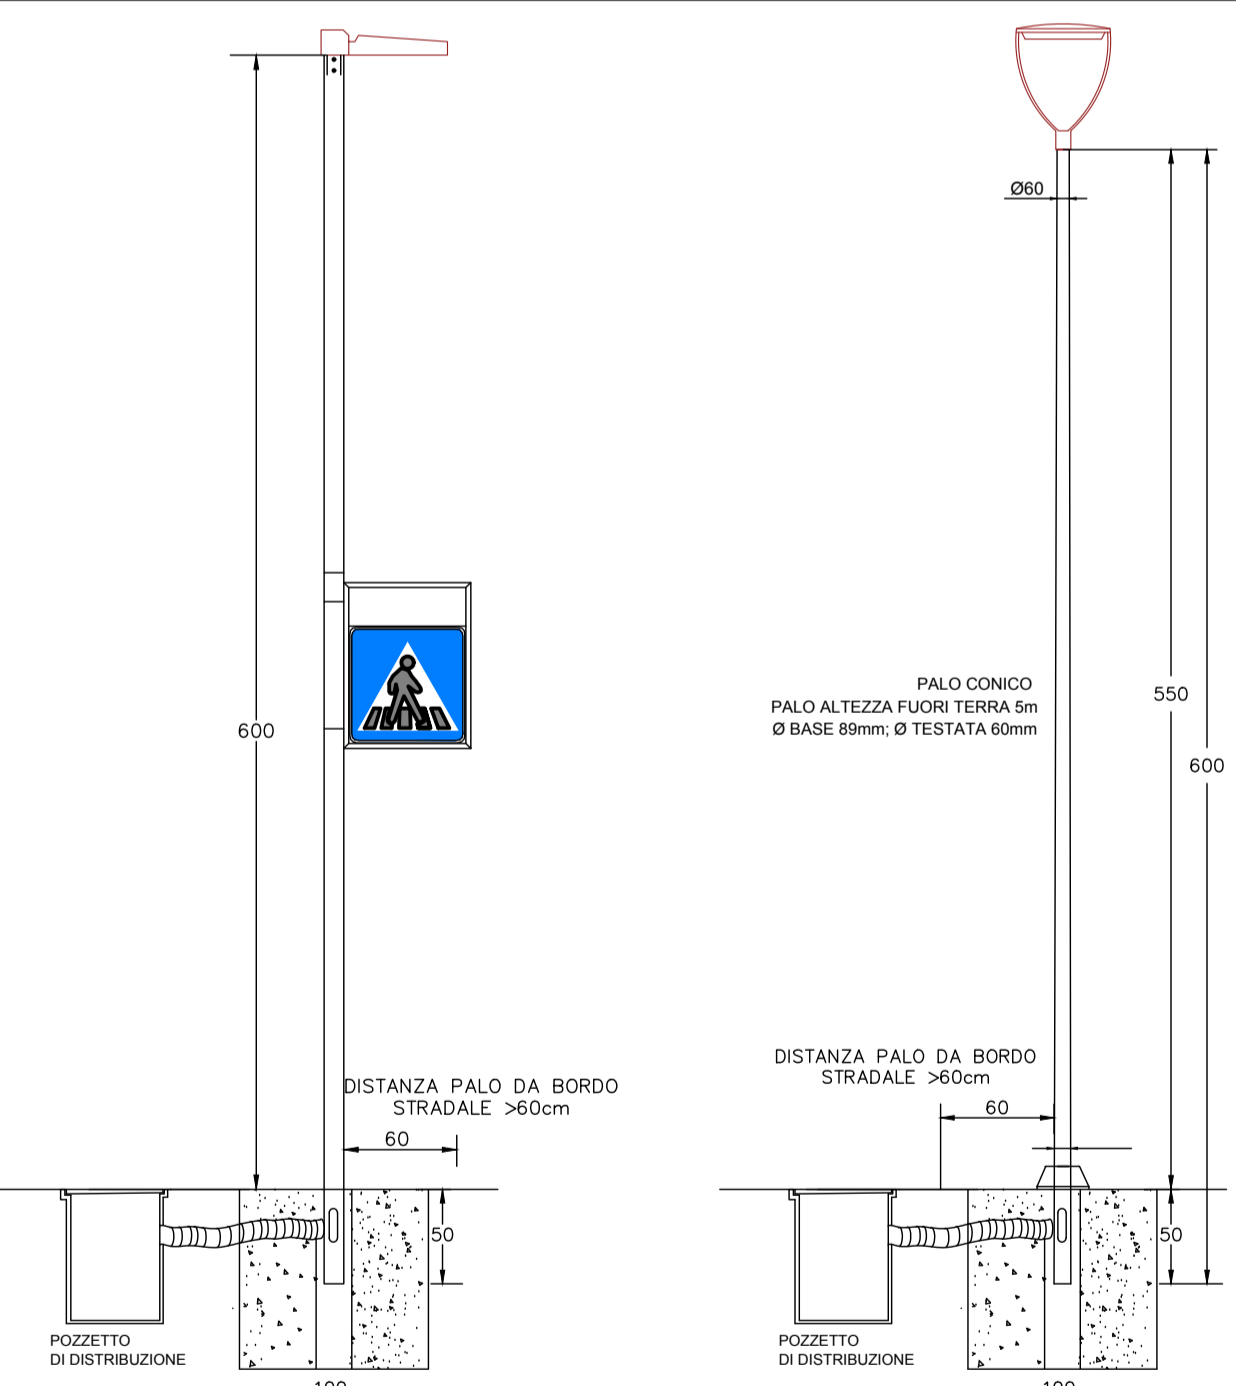 600
DISTANZA PALO DA BORDO
STRADALE >60cm
60
50
POZZETTO
DI DISTRIBUZIONE
Ø60
PALO CONICO
PALO ALTEZZA FUORI TERRA 5m
Ø BASE 89mm; Ø TESTATA 60mm
550
600
DISTANZA PALO DA BORDO
STRADALE >60cm
60
50
POZZETTO
DI DISTRIBUZIONE